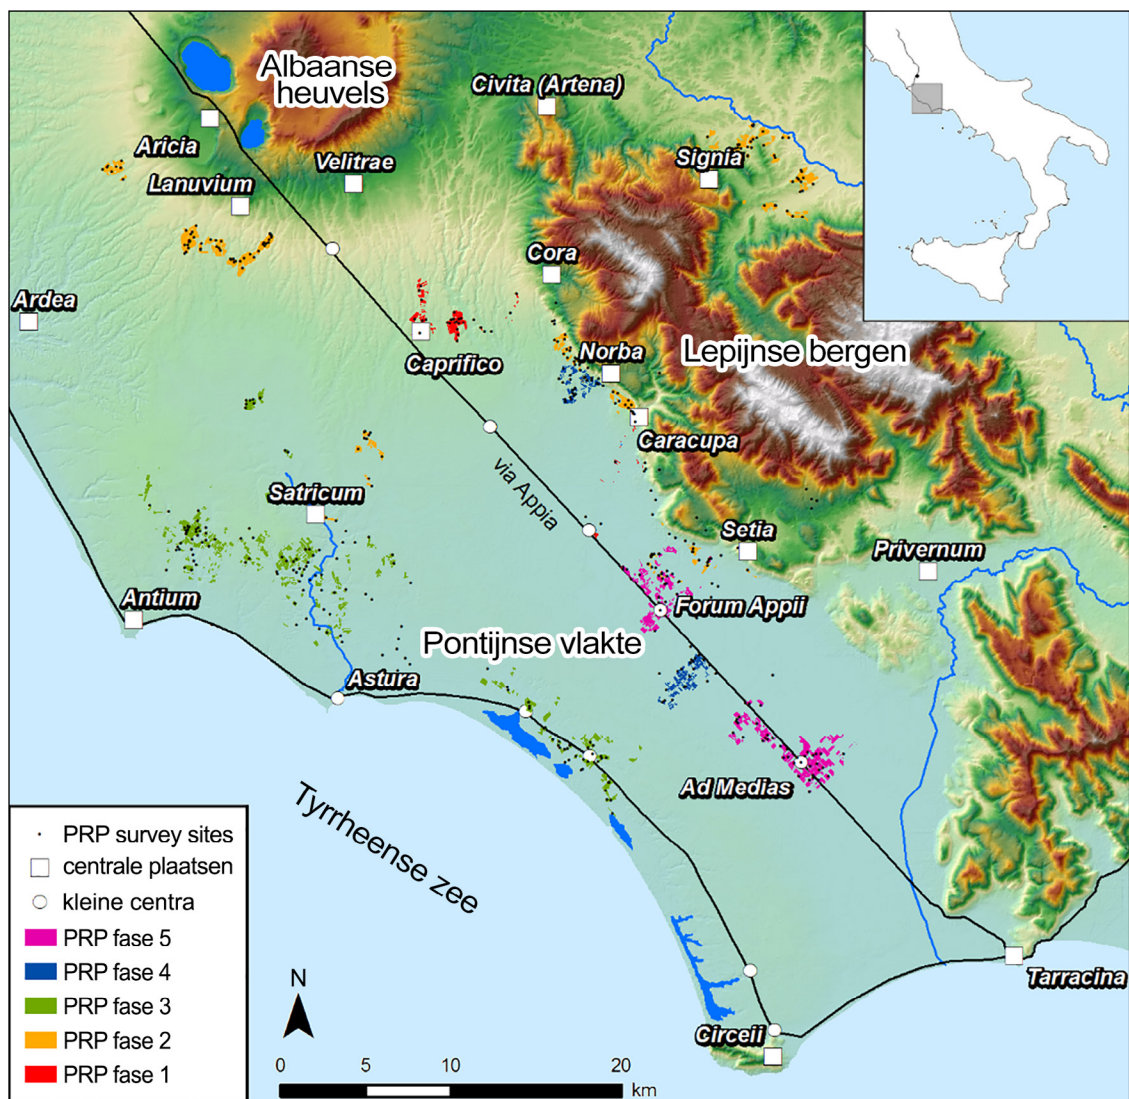 Albaanse
heuvels
Civita (Artena)
Aricia
Velitrae
Signia
Lanuvium
Cora
Ardea
Norba
Lepijnse bergen
Caprifico
Caracupa
via Appia
Satricum
Setia
Privernum
Antium
Forum Appii
Pontijnse vlakte
Astura
Ad Medias
Tyrrheense zee
Tarracina
Circeii
PRP survey sites
centrale plaatsen
kleine centra
PRP fase 5
PRP fase 4
PRP fase 3
PRP fase 2
PRP fase 1
N
0 5 10 20
km